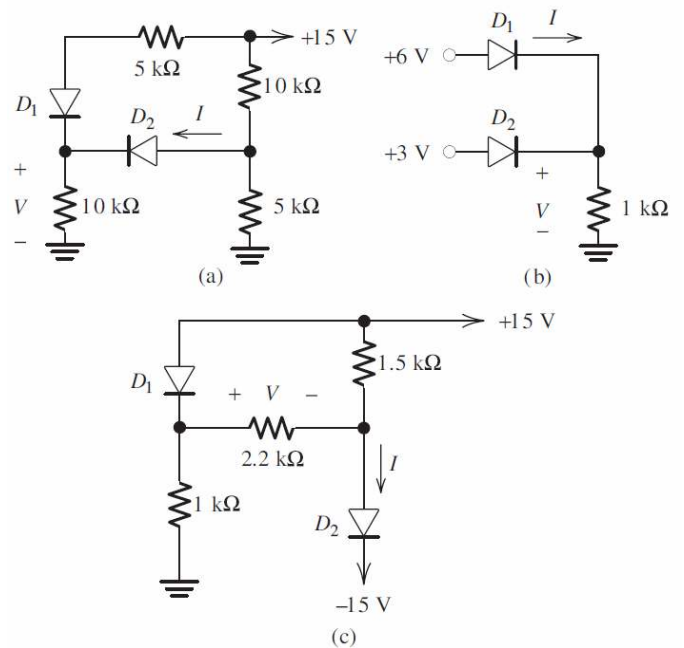 +15 V
5 kΩ
10 kΩ
D1
D2
I
+
V
−
10 kΩ
5 kΩ
(a)
D1
I
+6 V
D2
+3 V
+
V
−
1 kΩ
(b)
+15 V
1.5 kΩ
D1
+ V −
2.2 kΩ
I
1 kΩ
D2
−15 V
(c)